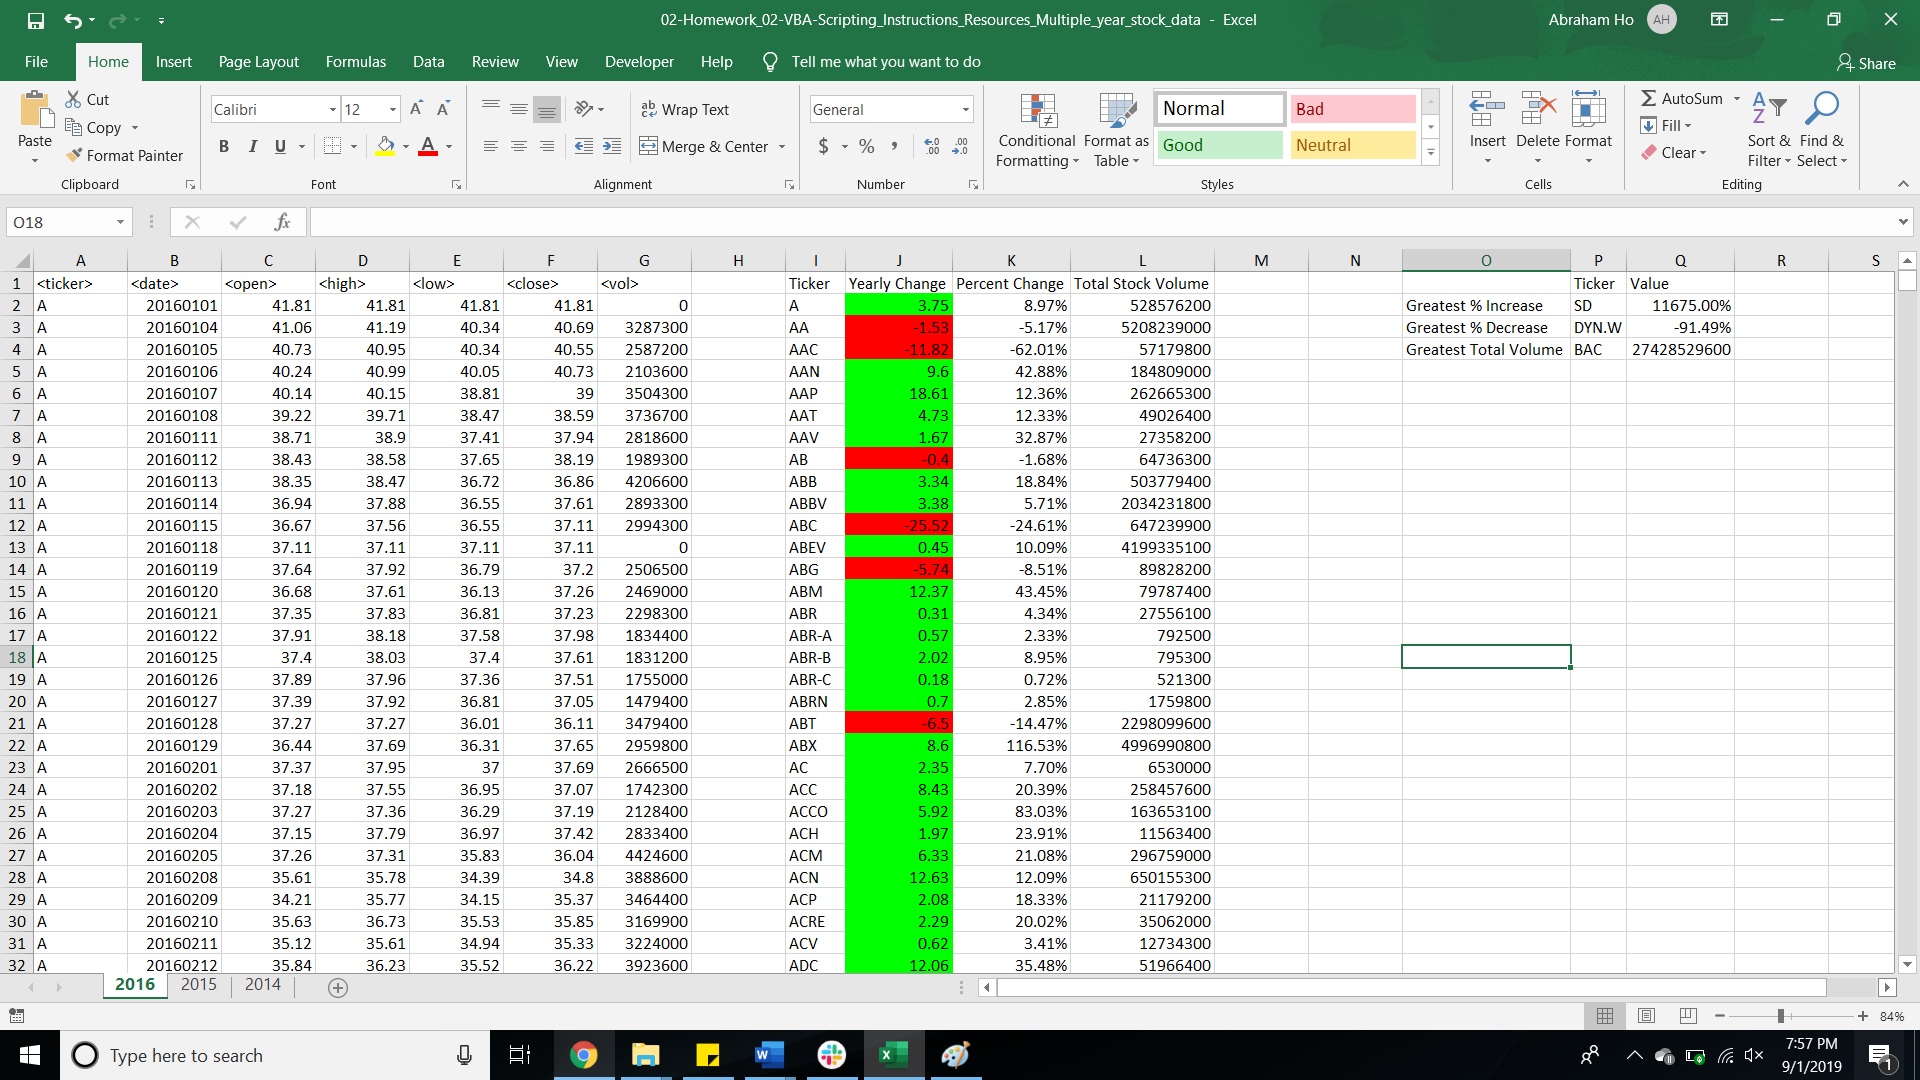 02-Homework_02-VBA-Scripting_Instructions_Resources_Multiple_year_stock_data - Excel
Abraham Ho AH
File Home Insert Page Layout Formulas Data Review View Developer Help Tell me what you want to do Share
Paste Cut Copy Format Painter
Calibri 12
B I U A
Wrap Text
Merge & Center
General
$ % ,
Conditional Formatting Format as Table
Normal Bad
Good Neutral
Insert Delete Format
AutoSum Fill Clear
Sort & Filter Find & Select
Clipboard Font Alignment Number Styles Cells Editing
O18 fx
A B C D E F G H I J K L M N O P Q R S
1 <ticker> <date> <open> <high> <low> <close> <vol> Ticker Yearly Change Percent Change Total Stock Volume Ticker Value
2 A 20160101 41.81 41.81 41.81 41.81 0 A 3.75 8.97% 528576200 Greatest % Increase SD 11675.00%
3 A 20160104 41.06 41.19 40.34 40.69 3287300 AA -1.53 -5.17% 5208239000 Greatest % Decrease DYN.W -91.49%
4 A 20160105 40.73 40.95 40.34 40.55 2587200 AAC -11.82 -62.01% 57179800 Greatest Total Volume BAC 27428529600
5 A 20160106 40.24 40.99 40.05 40.73 2103600 AAN 9.6 42.88% 184809000
6 A 20160107 40.14 40.15 38.81 39 3504300 AAP 18.61 12.36% 262665300
7 A 20160108 39.22 39.71 38.47 38.59 3736700 AAT 4.73 12.33% 49026400
8 A 20160111 38.71 38.9 37.41 37.94 2818600 AAV 1.67 32.87% 27358200
9 A 20160112 38.43 38.58 37.65 38.19 1989300 AB -0.4 -1.68% 64736300
10 A 20160113 38.35 38.47 36.72 36.86 4206600 ABB 3.34 18.84% 503779400
11 A 20160114 36.94 37.88 36.55 37.61 2893300 ABBV 3.38 5.71% 2034231800
12 A 20160115 36.67 37.56 36.55 37.11 2994300 ABC -25.52 -24.61% 647239900
13 A 20160118 37.11 37.11 37.11 37.11 0 ABEV 0.45 10.09% 4199335100
14 A 20160119 37.64 37.92 36.79 37.2 2506500 ABG -5.74 -8.51% 89828200
15 A 20160120 36.68 37.61 36.13 37.26 2469000 ABM 12.37 43.45% 79787400
16 A 20160121 37.35 37.83 36.81 37.23 2298300 ABR 0.31 4.34% 27556100
17 A 20160122 37.91 38.18 37.58 37.98 1834400 ABR-A 0.57 2.33% 792500
18 A 20160125 37.4 38.03 37.4 37.61 1831200 ABR-B 2.02 8.95% 795300
19 A 20160126 37.89 37.96 37.36 37.51 1755000 ABR-C 0.18 0.72% 521300
20 A 20160127 37.39 37.92 36.81 37.05 1479400 ABRN 0.7 2.85% 1759800
21 A 20160128 37.27 37.27 36.01 36.11 3479400 ABT -6.5 -14.47% 2298099600
22 A 20160129 36.44 37.69 36.31 37.65 2959800 ABX 8.6 116.53% 4996990800
23 A 20160201 37.37 37.95 37 37.69 2666500 AC 2.35 7.70% 6530000
24 A 20160202 37.18 37.55 36.95 37.07 1742300 ACC 8.43 20.39% 258457600
25 A 20160203 37.27 37.36 36.29 37.19 2128400 ACCO 5.92 83.03% 163653100
26 A 20160204 37.15 37.79 36.97 37.42 2833400 ACH 1.97 23.91% 11563400
27 A 20160205 37.26 37.31 35.83 36.04 4424600 ACM 6.33 21.08% 296759000
28 A 20160208 35.61 35.78 34.39 34.8 3888600 ACN 12.63 12.09% 650155300
29 A 20160209 34.21 35.77 34.15 35.37 3464400 ACP 2.08 18.33% 21179200
30 A 20160210 35.63 36.73 35.53 35.85 3169900 ACRE 2.29 20.02% 35062000
31 A 20160211 35.12 35.61 34.94 35.33 3224000 ACV 0.62 3.41% 12734300
32 A 20160212 35.84 36.23 35.52 36.22 3923600 ADC 12.06 35.48% 51966400
2016 2015 2014
84%
Type here to search
7:57 PM
9/1/2019
1